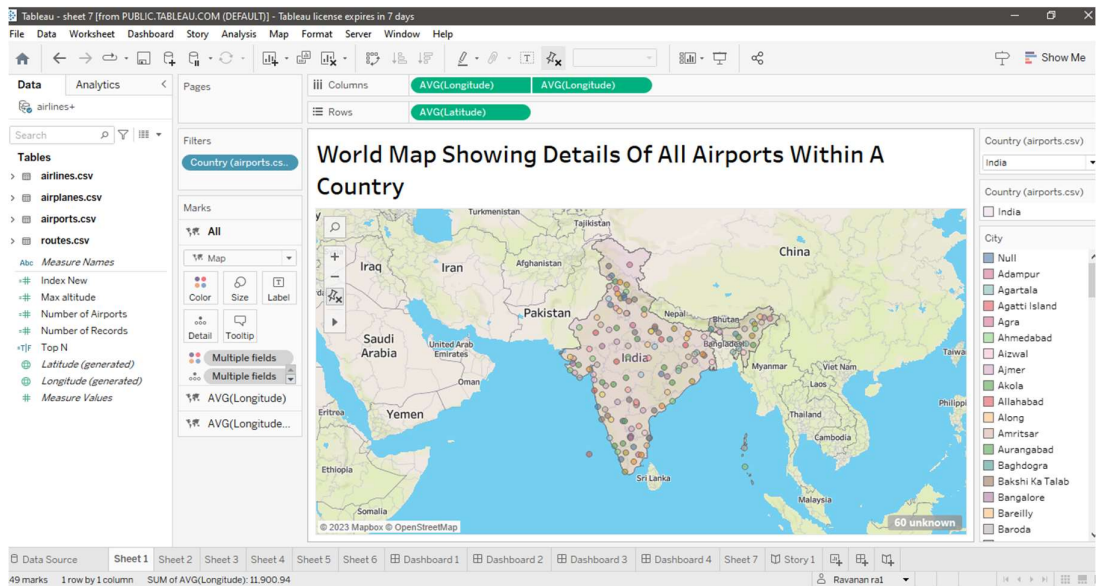 Tableau - sheet 7 [from PUBLIC.TABLEAU.COM (DEFAULT)] - Tableau license expires in 7 days
File Data Worksheet Dashboard Story Analysis Map Format Server Window Help
Show Me
Data Analytics
airlines+
Search
Tables
airlines.csv
airplanes.csv
airports.csv
routes.csv
Abc Measure Names
Index New
Max altitude
Number of Airports
Number of Records
T|F Top N
Latitude (generated)
Longitude (generated)
Measure Values
Pages
Filters
Country (airports.cs..
Marks
All
Map
Color Size Label
Detail Tooltip
Multiple fields
Multiple fields
AVG(Longitude)
AVG(Longitude...
Columns AVG(Longitude) AVG(Longitude)
Rows AVG(Latitude)
World Map Showing Details Of All Airports Within A
Country
Turkmenistan
Tajikistan
China
Iraq
Iran
Afghanistan
Pakistan
Nepal
Bhutan
Saudi
Arabia
United Arab
Emirates
India
Bangladesh
Taiwa
Myanmar
Viet Nam
Oman
Laos
Eritrea
Yemen
Thailand
Philippi
Cambodia
Ethiopia
Sri Lanka
Malaysia
Somalia
© 2023 Mapbox © OpenStreetMap
60 unknown
Country (airports.csv)
India
Country (airports.csv)
India
City
Null
Adampur
Agartala
Agatti Island
Agra
Ahmedabad
Aizwal
Ajmer
Akola
Allahabad
Along
Amritsar
Aurangabad
Baghdogra
Bakshi Ka Talab
Bangalore
Bareilly
Baroda
Data Source Sheet 1 Sheet 2 Sheet 3 Sheet 4 Sheet 5 Sheet 6 Dashboard 1 Dashboard 2 Dashboard 3 Dashboard 4 Sheet 7 Story 1
49 marks 1 row by 1 column SUM of AVG(Longitude): 11,900.94
Ravanan ra1